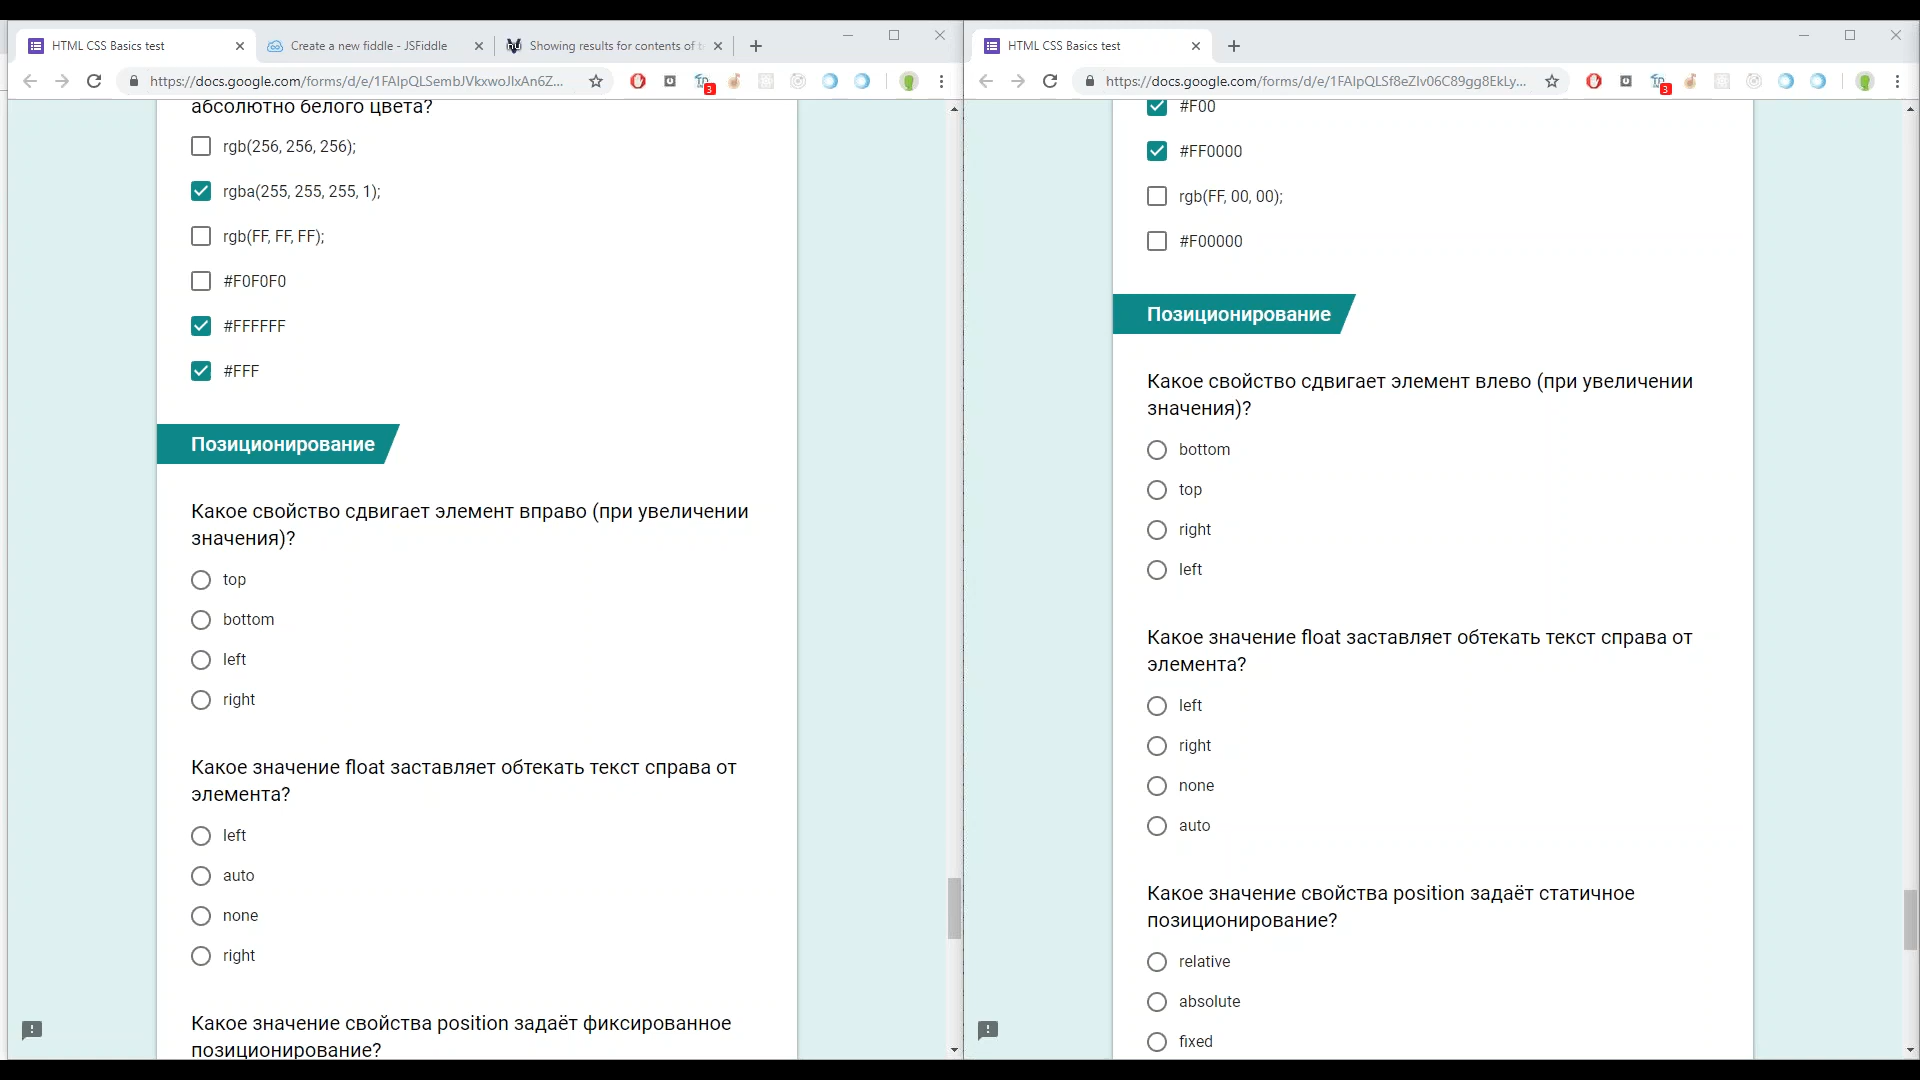 HTML CSS Basics test
Create a new fiddle - JSFiddle
Showing results for contents of
https://docs.google.com/forms/d/e/1FAIpQLSembJVkxwoJlxAn6Z...
3
абсолютно белого цвета?
rgb(256, 256, 256);
rgba(255, 255, 255, 1);
rgb(FF, FF, FF);
#F0F0F0
#FFFFFF
#FFF
Позиционирование
Какое свойство сдвигает элемент вправо (при увеличении
значения)?
top
bottom
left
right
Какое значение float заставляет обтекать текст справа от
элемента?
left
auto
none
right
Какое значение свойства position задаёт фиксированное
позиционирование?
HTML CSS Basics test
https://docs.google.com/forms/d/e/1FAIpQLSf8eZIv06C89gg8EkLy...
3
#F00
#FF0000
rgb(FF, 00, 00);
#F00000
Позиционирование
Какое свойство сдвигает элемент влево (при увеличении
значения)?
bottom
top
right
left
Какое значение float заставляет обтекать текст справа от
элемента?
left
right
none
auto
Какое значение свойства position задаёт статичное
позиционирование?
relative
absolute
fixed